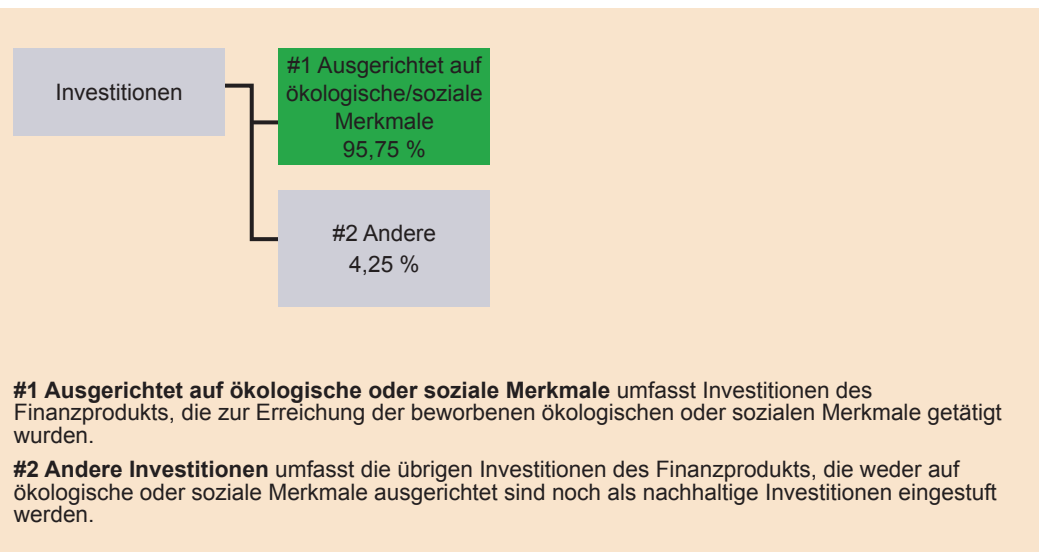 Investitionen
#1 Ausgerichtet auf
ökologische/soziale
Merkmale
95,75 %
#2 Andere
4,25 %
#1 Ausgerichtet auf ökologische oder soziale Merkmale umfasst Investitionen des
Finanzprodukts, die zur Erreichung der beworbenen ökologischen oder sozialen Merkmale getätigt
wurden.
#2 Andere Investitionen umfasst die übrigen Investitionen des Finanzprodukts, die weder auf
ökologische oder soziale Merkmale ausgerichtet sind noch als nachhaltige Investitionen eingestuft
werden.